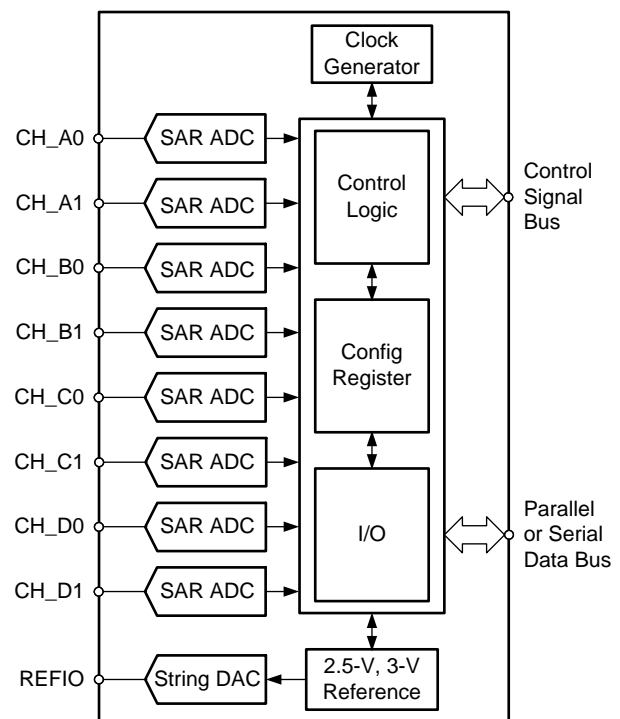 Clock
Generator
CH_A0
SAR ADC
CH_A1
SAR ADC
CH_B0
SAR ADC
CH_B1
SAR ADC
CH_C0
SAR ADC
CH_C1
SAR ADC
CH_D0
SAR ADC
CH_D1
SAR ADC
REFIO
String DAC
Control
Logic
Config
Register
I/O
2.5-V, 3-V
Reference
Control
Signal
Bus
Parallel
or Serial
Data Bus